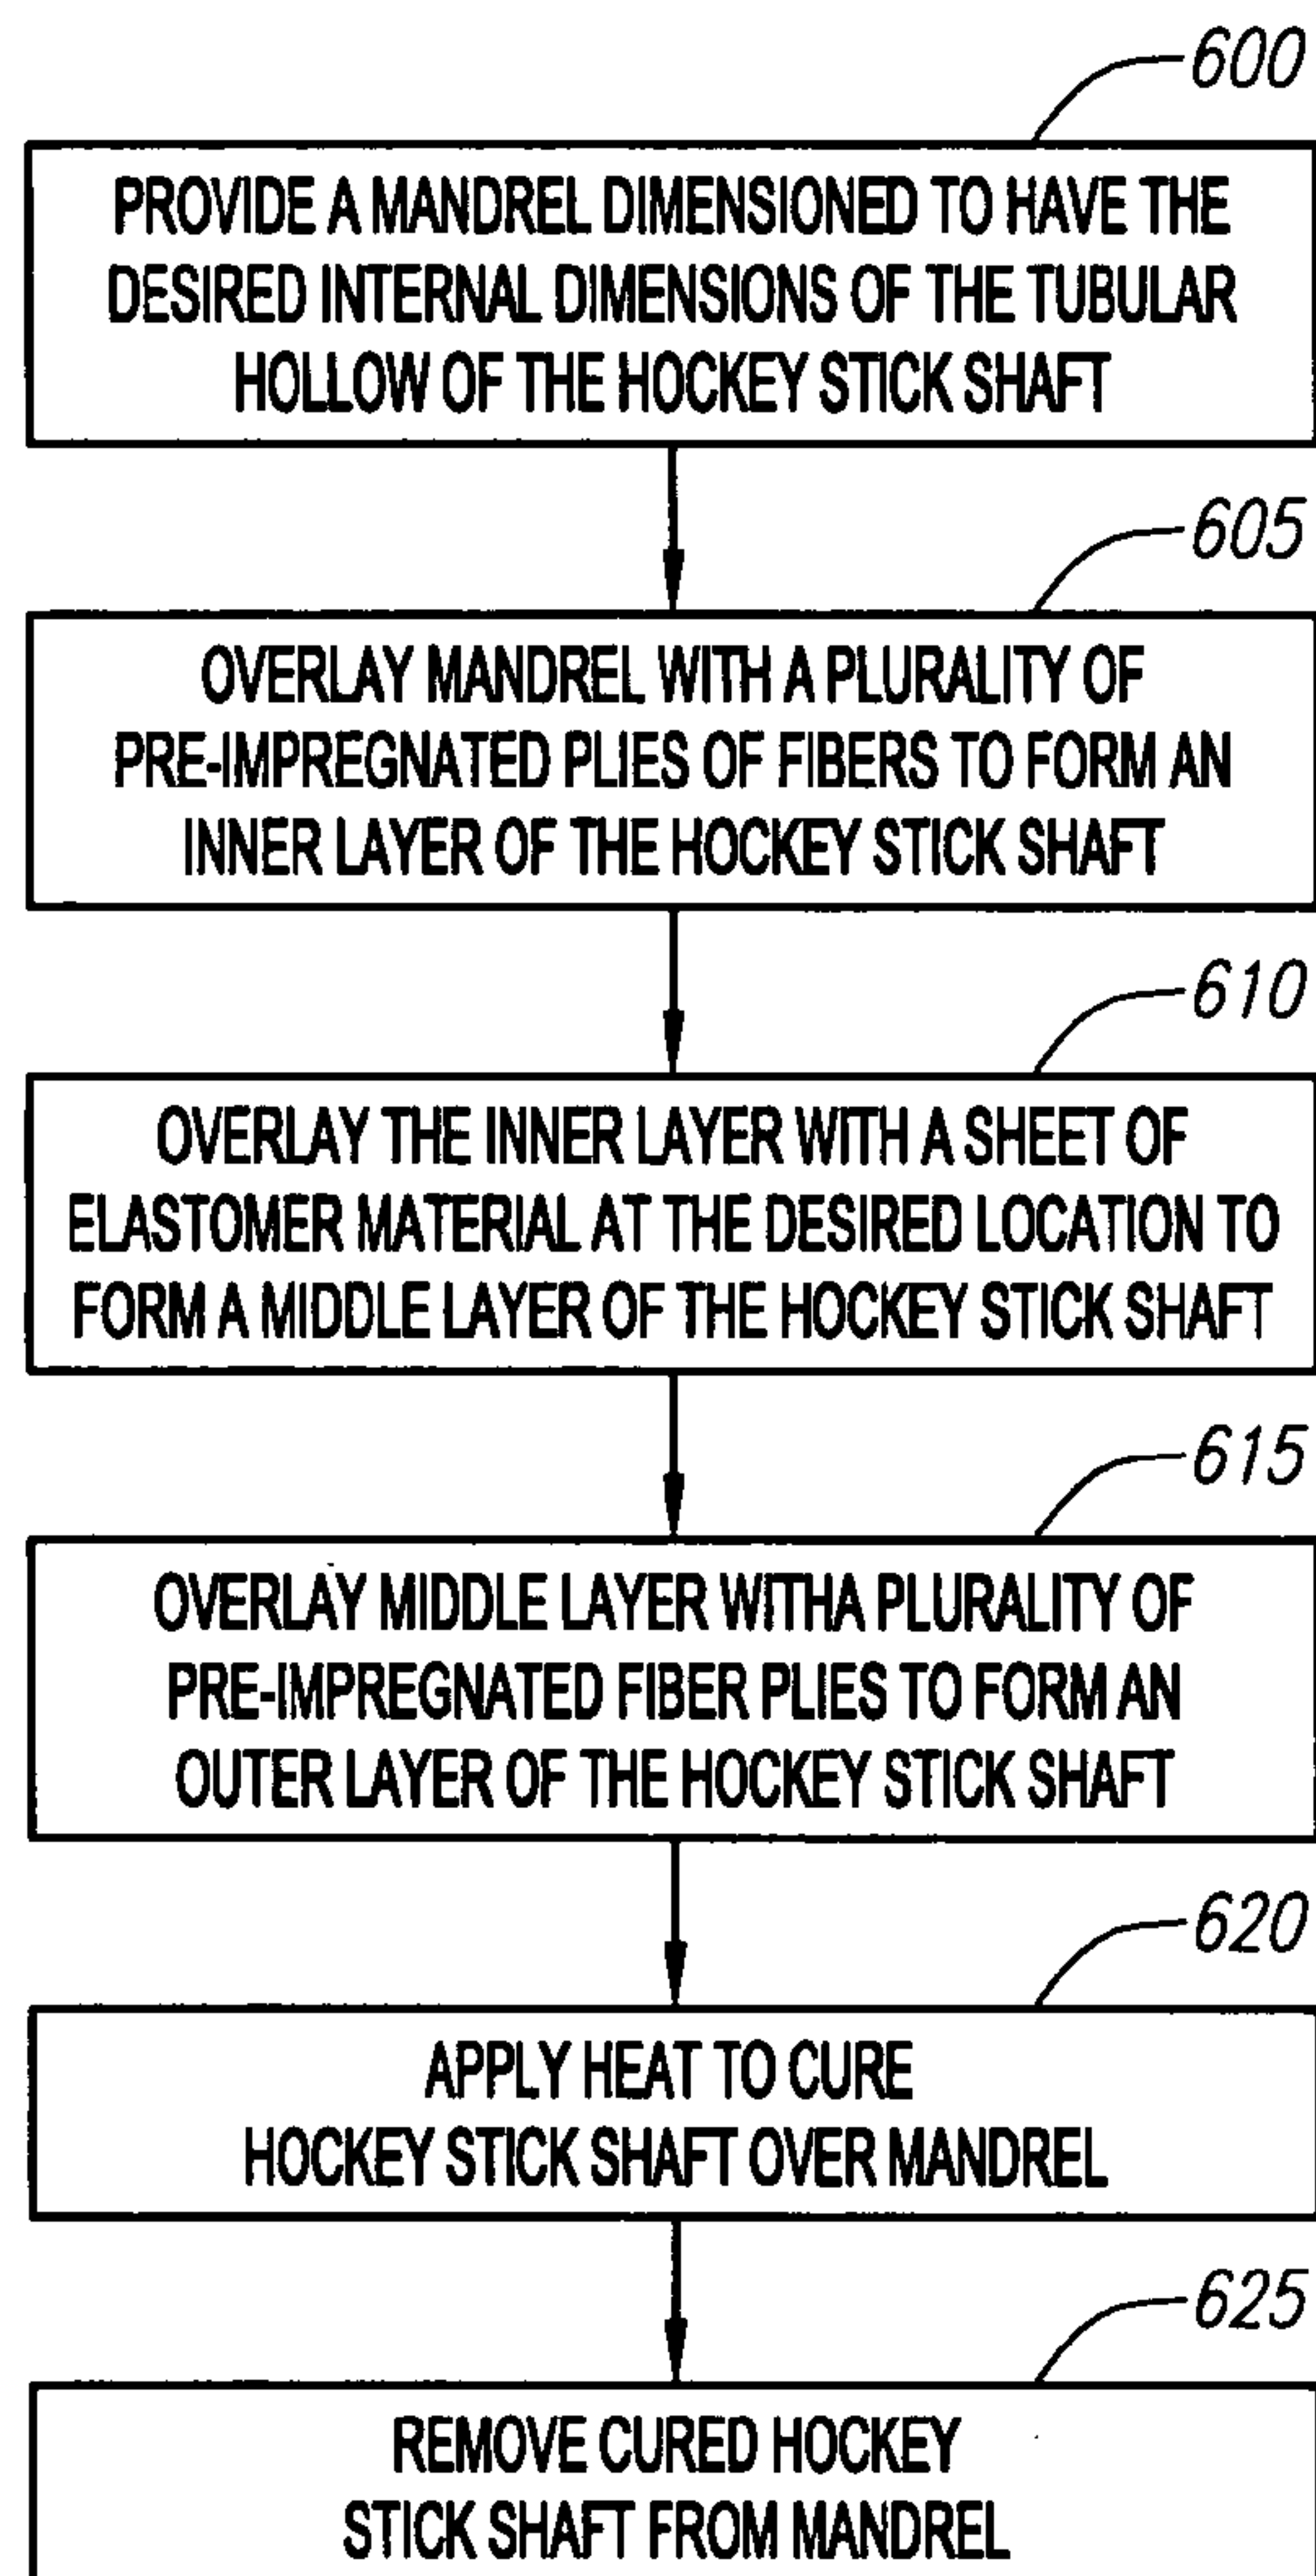 600
PROVIDE A MANDREL DIMENSIONED TO HAVE THE
DESIRED INTERNAL DIMENSIONS OF THE TUBULAR
HOLLOW OF THE HOCKEY STICK SHAFT
605
OVERLAY MANDREL WITH A PLURALITY OF
PRE-IMPREGNATED PLIES OF FIBERS TO FORM AN
INNER LAYER OF THE HOCKEY STICK SHAFT
610
OVERLAY THE INNER LAYER WITH A SHEET OF
ELASTOMER MATERIAL AT THE DESIRED LOCATION TO
FORM A MIDDLE LAYER OF THE HOCKEY STICK SHAFT
615
OVERLAY MIDDLE LAYER WITHA PLURALITY OF
PRE-IMPREGNATED FIBER PLIES TO FORM AN
OUTER LAYER OF THE HOCKEY STICK SHAFT
620
APPLY HEAT TO CURE
HOCKEY STICK SHAFT OVER MANDREL
625
REMOVE CURED HOCKEY
STICK SHAFT FROM MANDREL